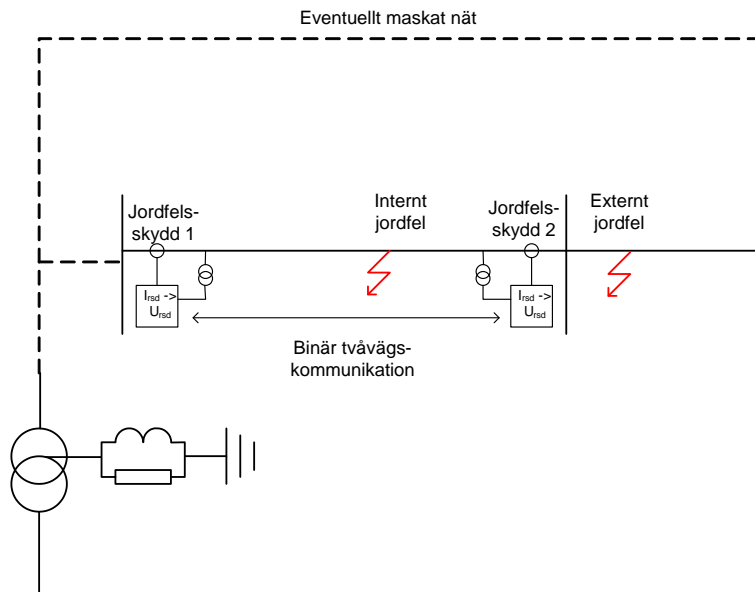 Eventuellt maskat nät
Jordfels-
skydd 1
Internt
jordfel
Jordfels-
skydd 2
Externt
jordfel
Irsd ->
Ursd
Irsd ->
Ursd
Binär tvåvägs-
kommunikation